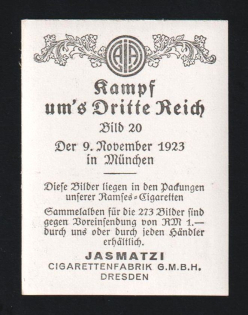 Kampf
um's Dritte Reich
Bild 20
Der 9. November 1923
in München
Diese Bilder liegen in den Packungen
unserer Ramses-Cigaretten
Sammelalben für die 273 Bilder sind
gegen Voreinsendung von RM 1.—
durch uns oder durch jeden Händler
erhältlich.
JASMATZI
CIGARETTENFABRIK G.M.B.H.
DRESDEN